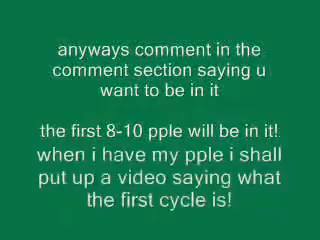 anyways comment in the
comment section saying u
want to be in it
the first 8-10 pple will be in it!
when i have my pple i shall
put up a video saying what
the first cycle is!